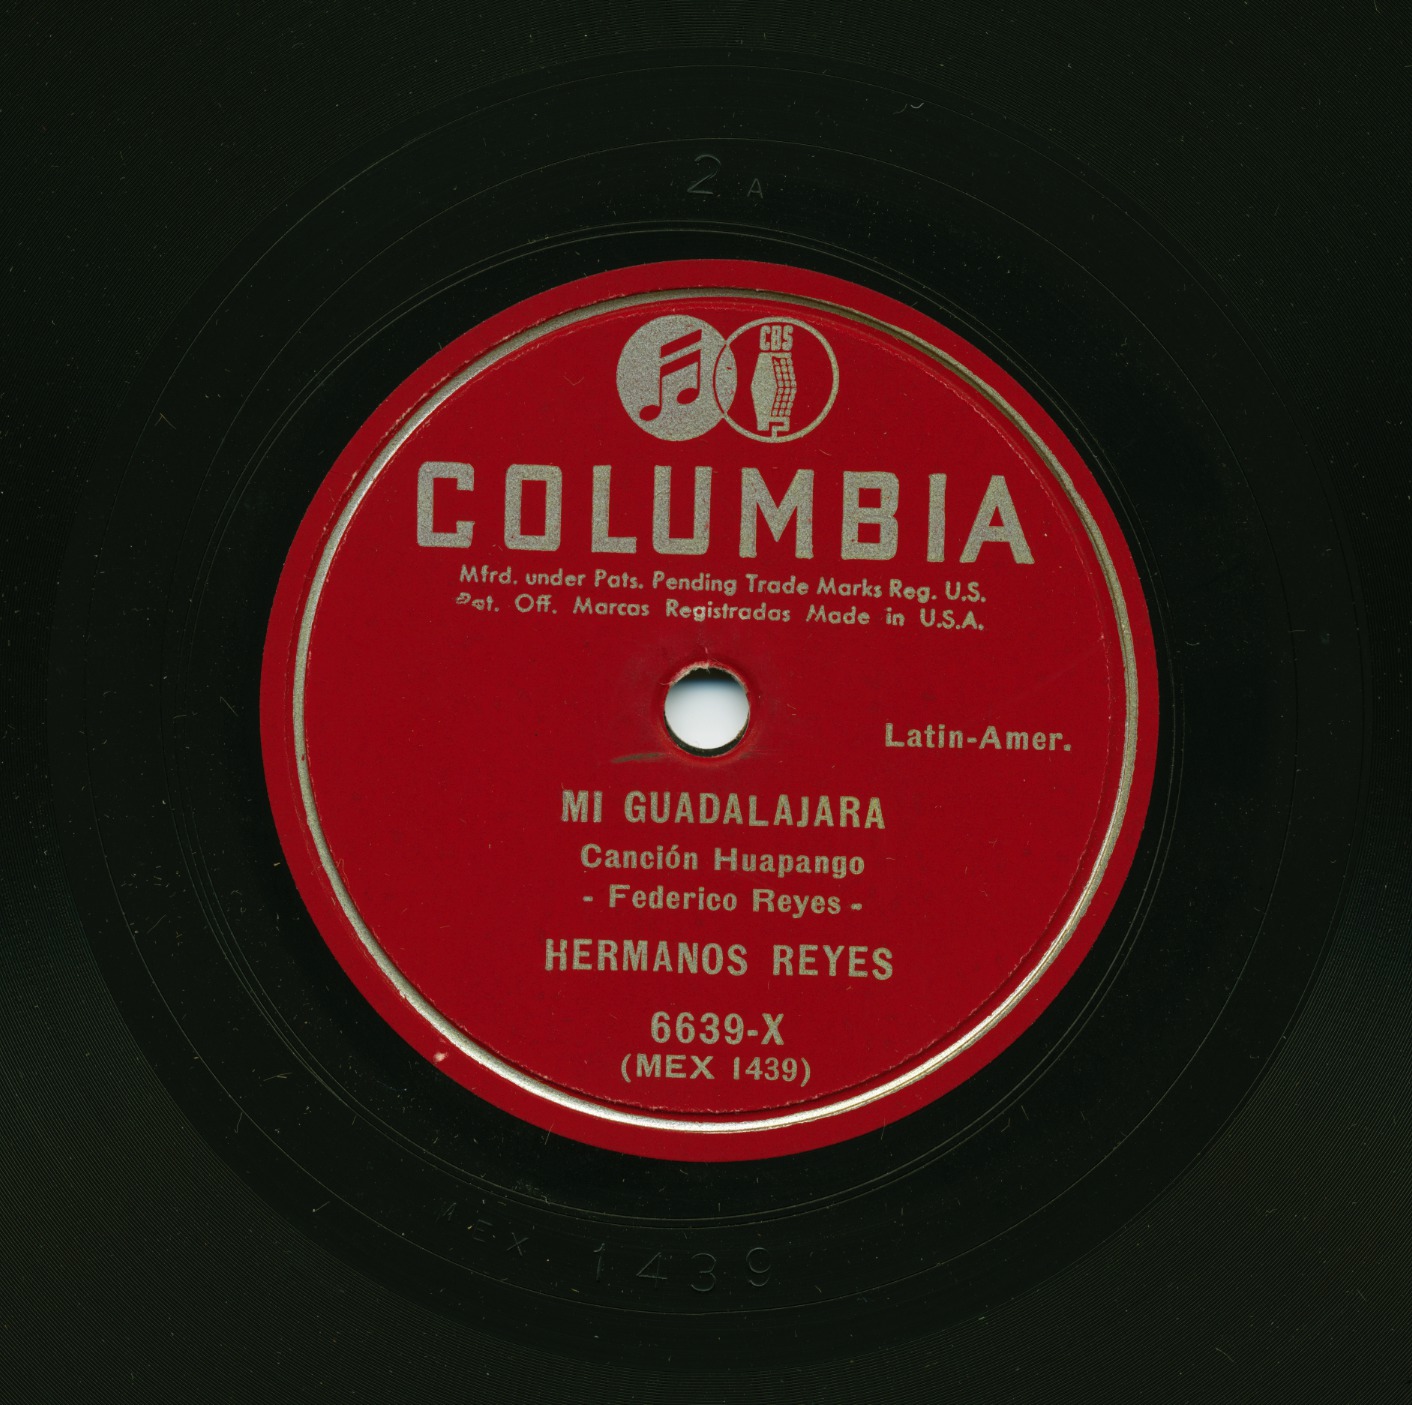 2 A
CBS
COLUMBIA
Mfrd. under Pats. Pending Trade Marks Reg. U.S.
Pat. Off. Marcas Registradas Made in U.S.A.
Latin-Amer.
MI GUADALAJARA
Canción Huapango
- Federico Reyes -
HERMANOS REYES
6639-X
(MEX 1439)
MEX 1439